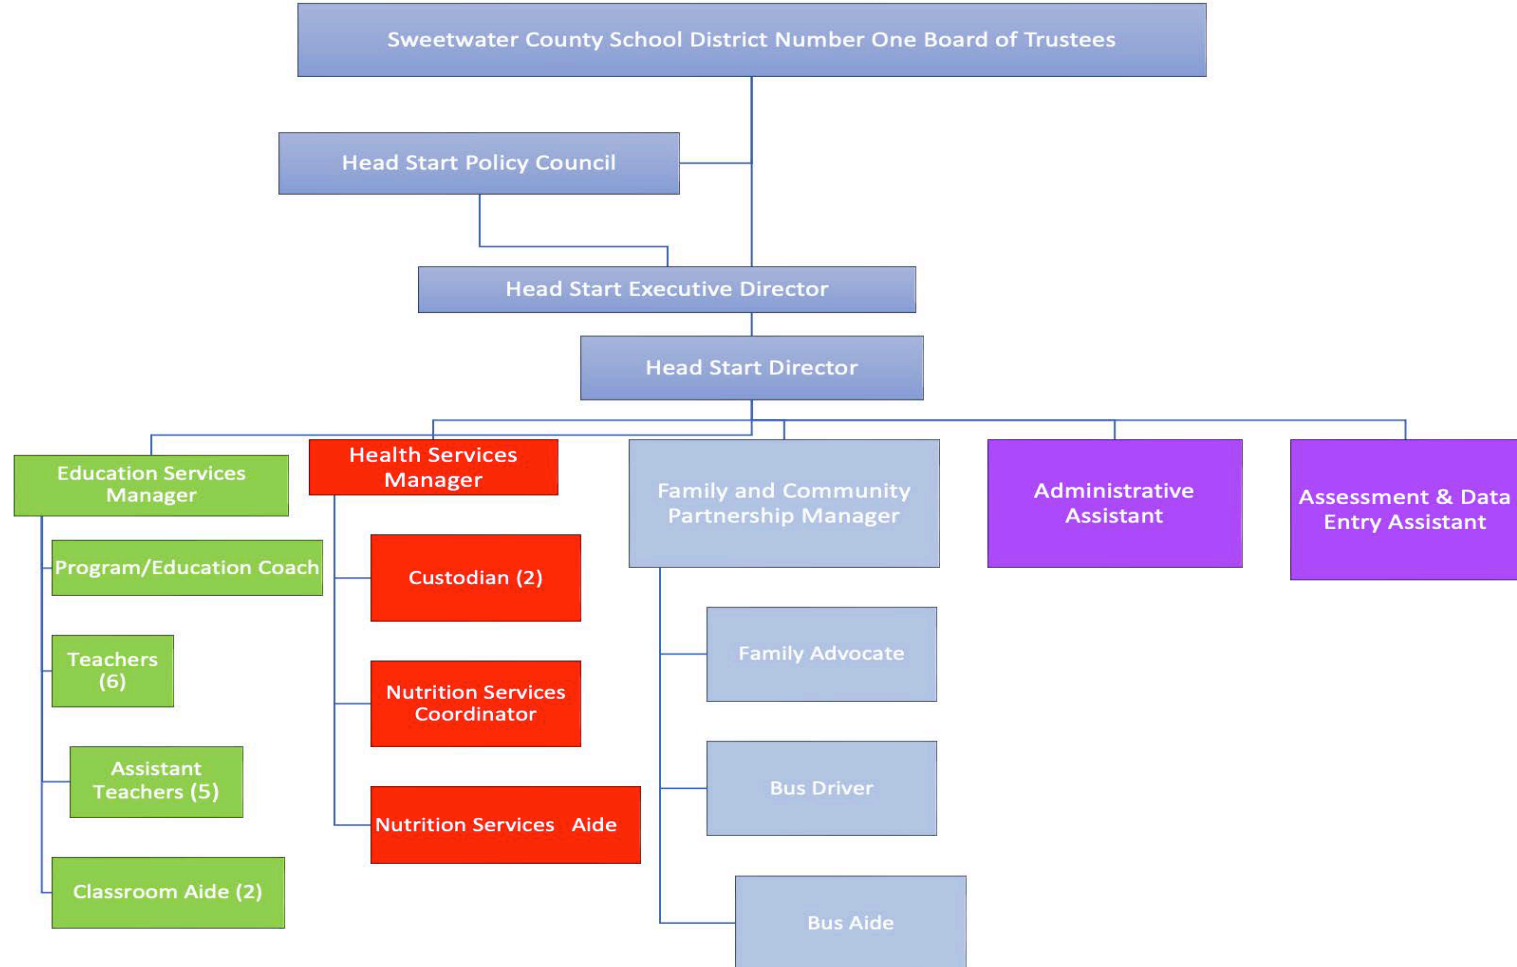 Sweetwater County School District Number One Board of Trustees
Head Start Policy Council
Head Start Executive Director
Head Start Director
Education Services
Manager
Program/Education Coach
Teachers
(6)
Assistant
Teachers (5)
Classroom Aide (2)
Health Services
Manager
Custodian (2)
Nutrition Services
Coordinator
Nutrition Services Aide
Family and Community
Partnership Manager
Family Advocate
Bus Driver
Bus Aide
Administrative
Assistant
Assessment & Data
Entry Assistant